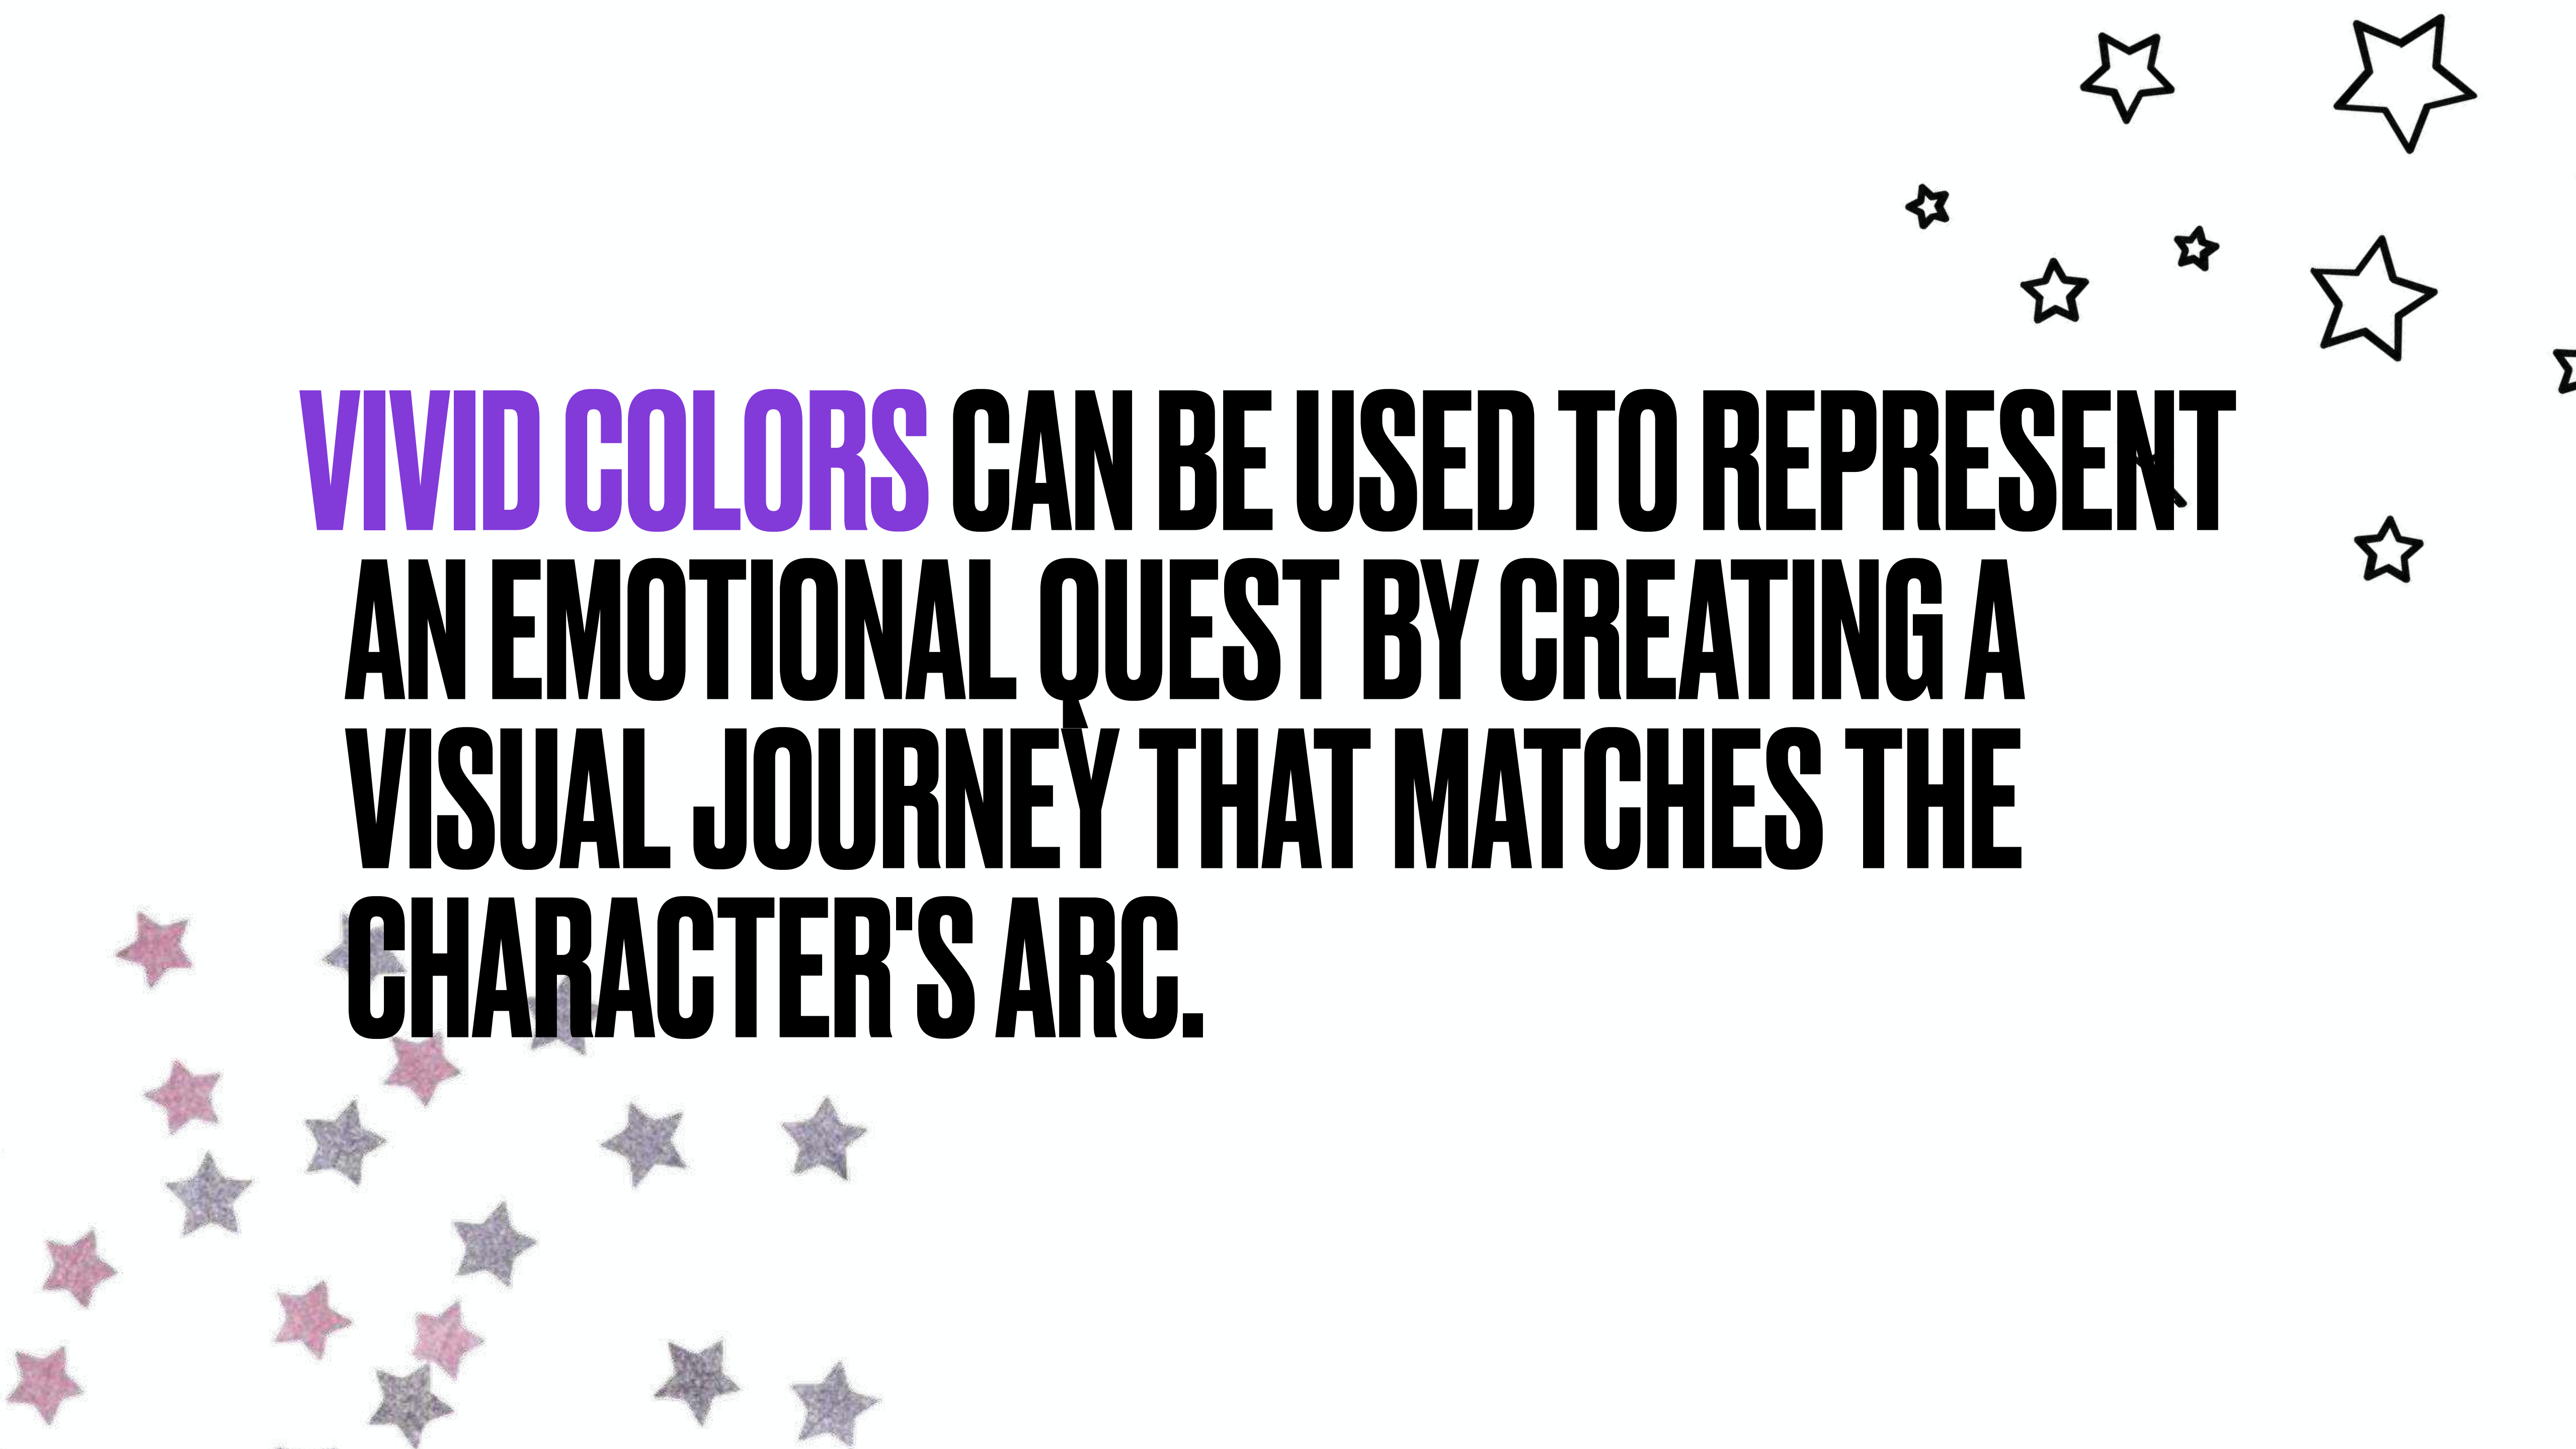 VIVID COLORS CAN BE USED TO REPRESENT
AN EMOTIONAL QUEST BY CREATING A
VISUAL JOURNEY THAT MATCHES THE
CHARACTER'S ARC.